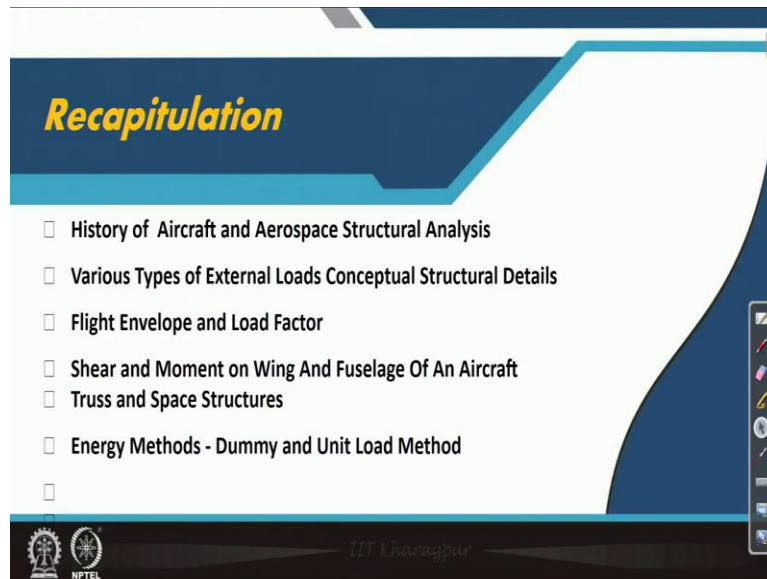 Recapitulation
History of Aircraft and Aerospace Structural Analysis
Various Types of External Loads Conceptual Structural Details
Flight Envelope and Load Factor
Shear and Moment on Wing And Fuselage Of An Aircraft
Truss and Space Structures
Energy Methods - Dummy and Unit Load Method
IIT Kharagpur
NPTEL